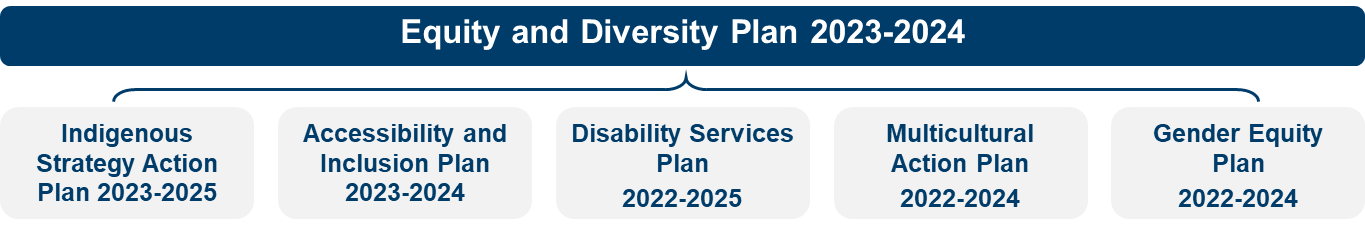 Equity and Diversity Plan 2023-2024
Indigenous
Strategy Action
Plan 2023-2025
Accessibility and
Inclusion Plan
2023-2024
Disability Services
Plan
2022-2025
Multicultural
Action Plan
2022-2024
Gender Equity
Plan
2022-2024